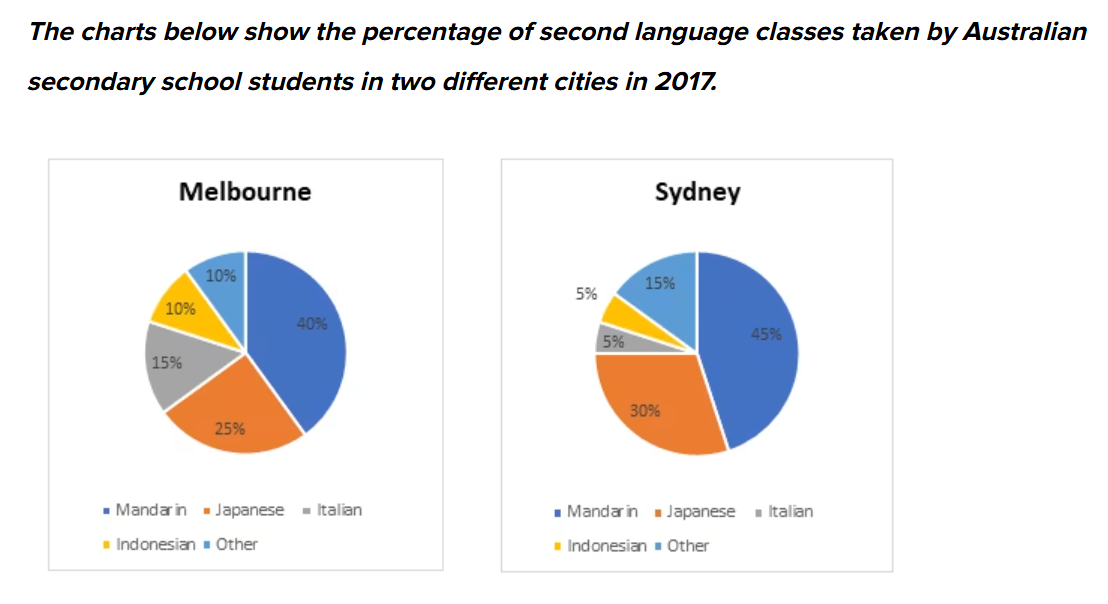 The charts below show the percentage of second language classes taken by Australian
secondary school students in two different cities in 2017.
Melbourne
10%
10%
40%
15%
25%
Mandarin Japanese Italian
Indonesian Other
Sydney
15%
5%
45%
5%
30%
Mandarin Japanese Italian
Indonesian Other